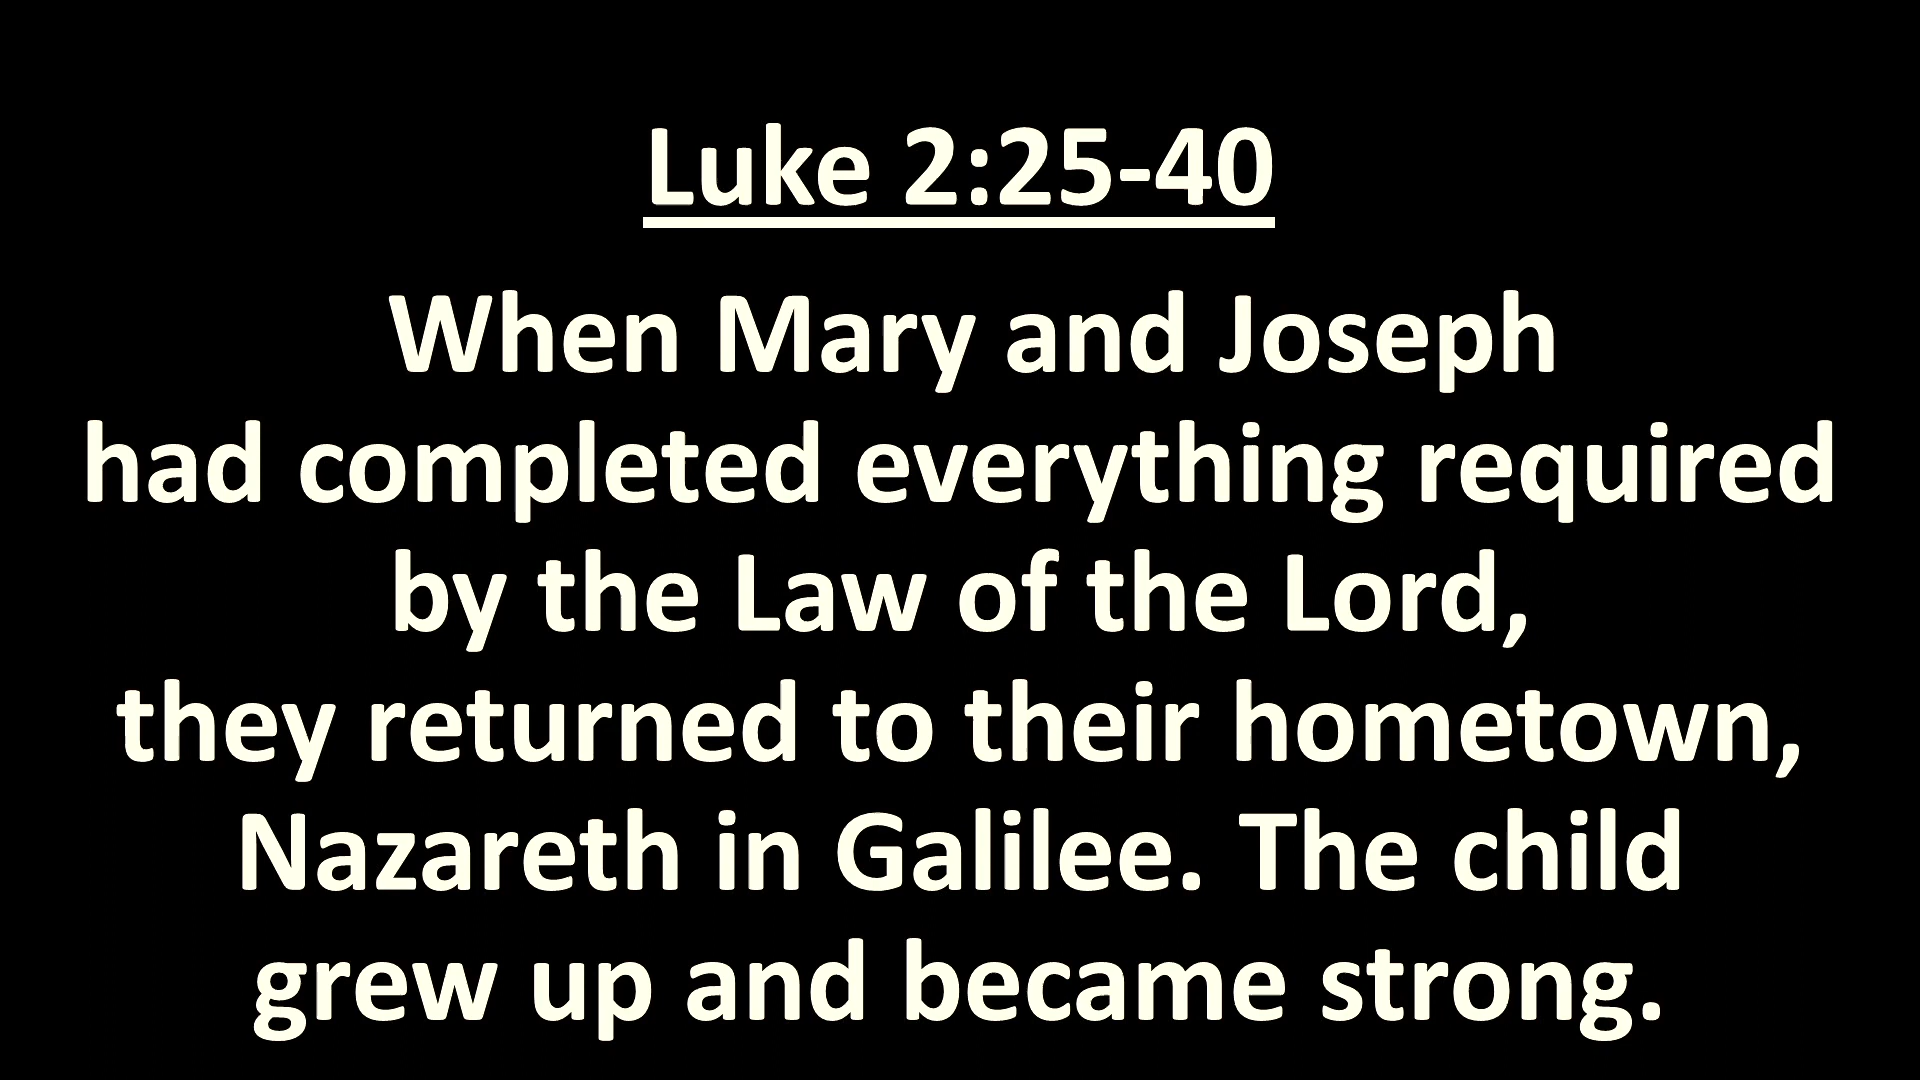 Luke 2:25-40
When Mary and Joseph
had completed everything required
by the Law of the Lord,
they returned to their hometown,
Nazareth in Galilee. The child
grew up and became strong.